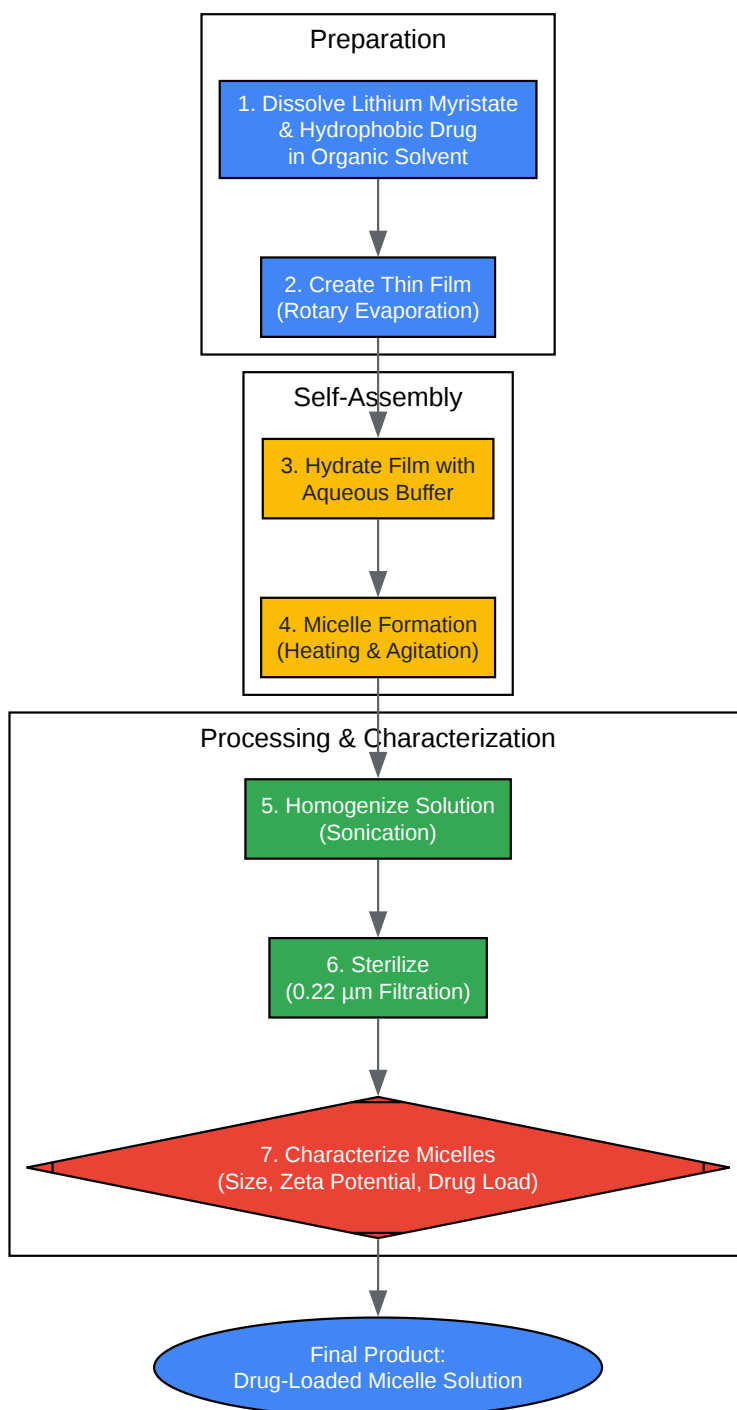 Preparation
1. Dissolve Lithium Myristate
& Hydrophobic Drug
in Organic Solvent
2. Create Thin Film
(Rotary Evaporation)
Self-Assembly
3. Hydrate Film with
Aqueous Buffer
4. Micelle Formation
(Heating & Agitation)
Processing & Characterization
5. Homogenize Solution
(Sonication)
6. Sterilize
(0.22 µm Filtration)
7. Characterize Micelles
(Size, Zeta Potential, Drug Load)
Final Product:
Drug-Loaded Micelle Solution